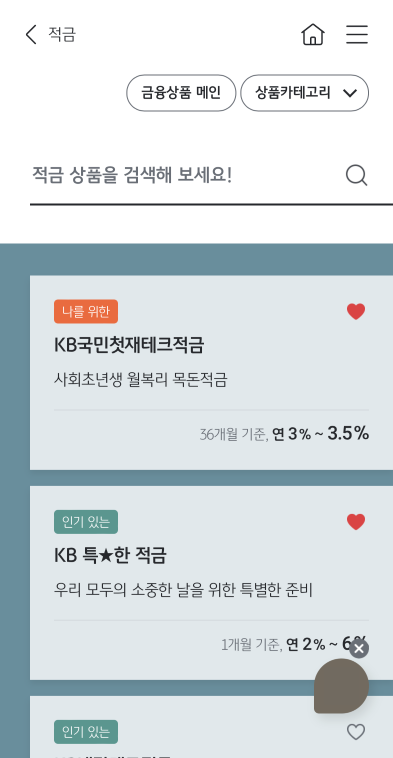 적금
금융상품 메인
상품카테고리
적금 상품을 검색해 보세요!
나를 위한
KB국민첫재테크적금
사회초년생 월복리 목돈적금
36개월 기준, 연 3% ~ 3.5%
인기 있는
KB 특★한 적금
우리 모두의 소중한 날을 위한 특별한 준비
1개월 기준, 연 2% ~ 6%
인기 있는